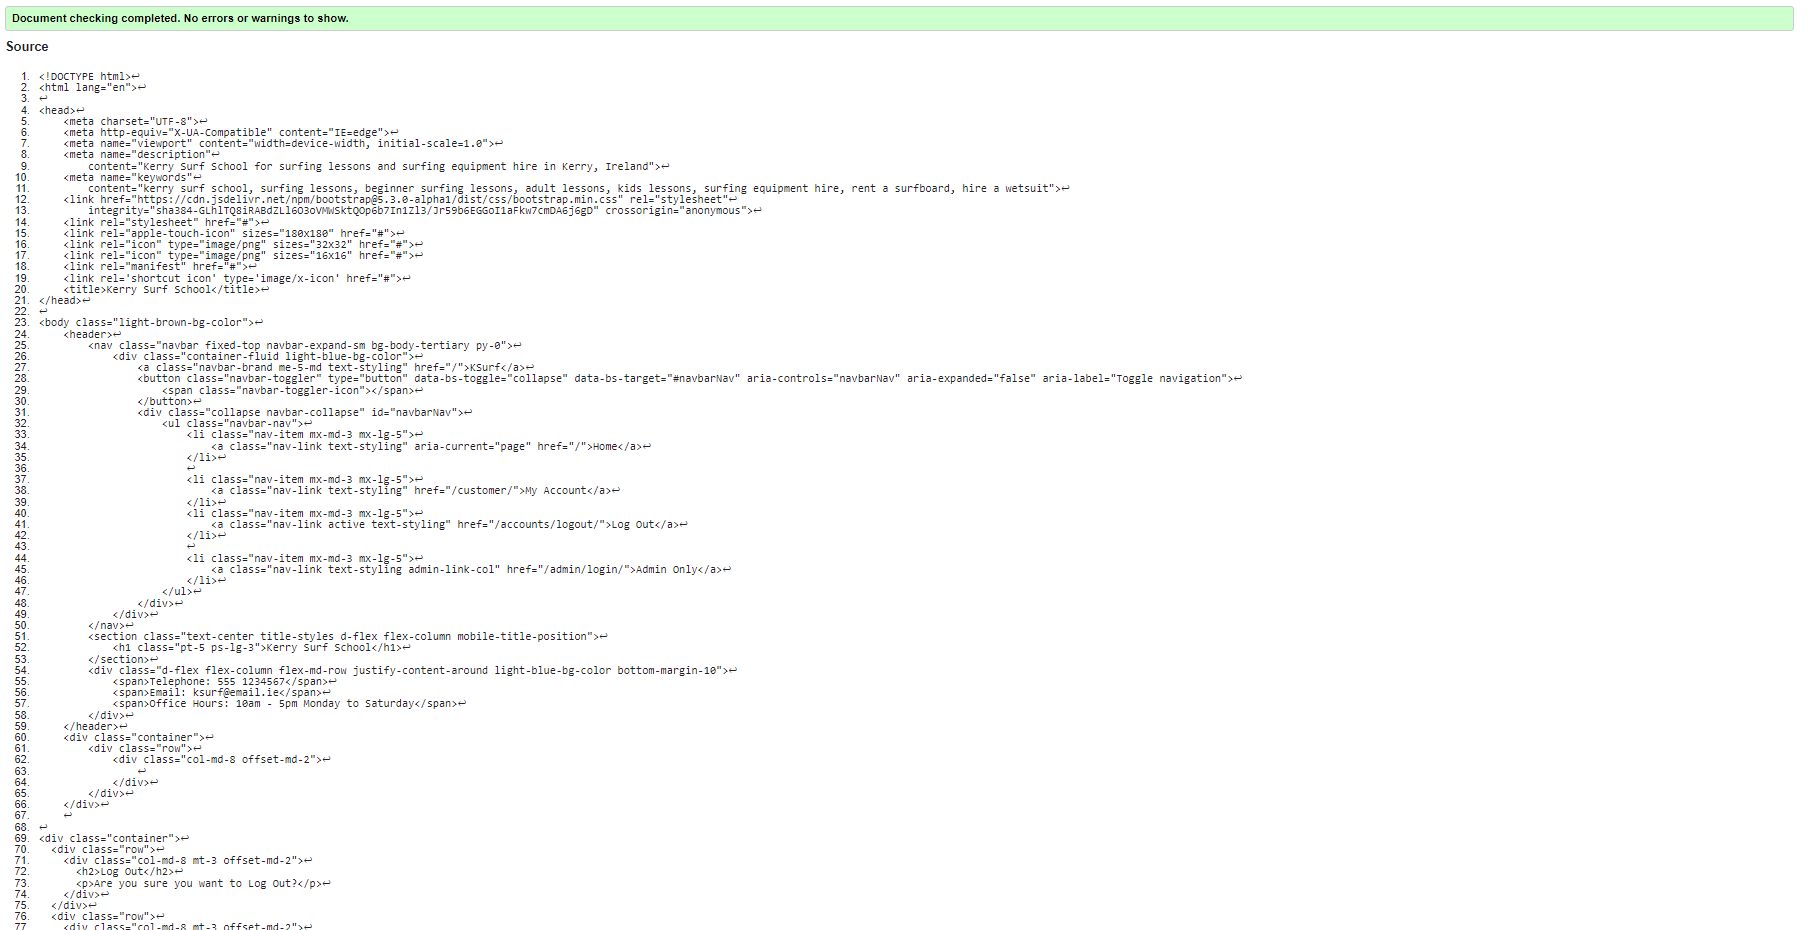 Document checking completed. No errors or warnings to show.
Source
1. <!DOCTYPE html>↩
2. <html lang="en">↩
3. ↩
4. <head>↩
5. <meta charset="UTF-8">↩
6. <meta http-equiv="X-UA-Compatible" content="IE=edge">↩
7. <meta name="viewport" content="width=device-width, initial-scale=1.0">↩
8. <meta name="description"↩
9. content="Kerry Surf School for surfing lessons and surfing equipment hire in Kerry, Ireland">↩
10. <meta name="keywords"↩
11. content="kerry surf school, surfing lessons, beginner surfing lessons, adult lessons, kids lessons, surfing equipment hire, rent a surfboard, hire a wetsuit">↩
12. <link href="https://cdn.jsdelivr.net/npm/bootstrap@5.3.0-alpha1/dist/css/bootstrap.min.css" rel="stylesheet"↩
13. integrity="sha384-GLhlTQ8iRABdZLl6O3oVMWSktQOp6b7In1Zl3/Jr59b6EGGoI1aFkw7cmDA6j6gD" crossorigin="anonymous">↩
14. <link rel="stylesheet" href="#">↩
15. <link rel="apple-touch-icon" sizes="180x180" href="#">↩
16. <link rel="icon" type="image/png" sizes="32x32" href="#">↩
17. <link rel="icon" type="image/png" sizes="16x16" href="#">↩
18. <link rel="manifest" href="#">↩
19. <link rel='shortcut icon' type='image/x-icon' href="#">↩
20. <title>Kerry Surf School</title>↩
21. </head>↩
22. ↩
23. <body class="light-brown-bg-color">↩
24. <header>↩
25. <nav class="navbar fixed-top navbar-expand-sm bg-body-tertiary py-0">↩
26. <div class="container-fluid light-blue-bg-color">↩
27. <a class="navbar-brand me-5-md text-styling" href="/">KSurf</a>↩
28. <button class="navbar-toggler" type="button" data-bs-toggle="collapse" data-bs-target="#navbarNav" aria-controls="navbarNav" aria-expanded="false" aria-label="Toggle navigation">↩
29. <span class="navbar-toggler-icon"></span>↩
30. </button>↩
31. <div class="collapse navbar-collapse" id="navbarNav">↩
32. <ul class="navbar-nav">↩
33. <li class="nav-item mx-md-3 mx-lg-5">↩
34. <a class="nav-link text-styling" aria-current="page" href="/">Home</a>↩
35. </li>↩
36. ↩
37. <li class="nav-item mx-md-3 mx-lg-5">↩
38. <a class="nav-link text-styling" href="/customer/">My Account</a>↩
39. </li>↩
40. <li class="nav-item mx-md-3 mx-lg-5">↩
41. <a class="nav-link active text-styling" href="/accounts/logout/">Log Out</a>↩
42. </li>↩
43. ↩
44. <li class="nav-item mx-md-3 mx-lg-5">↩
45. <a class="nav-link text-styling admin-link-col" href="/admin/login/">Admin Only</a>↩
46. </li>↩
47. </ul>↩
48. </div>↩
49. </div>↩
50. </nav>↩
51. <section class="text-center title-styles d-flex flex-column mobile-title-position">↩
52. <h1 class="pt-5 ps-lg-3">Kerry Surf School</h1>↩
53. </section>↩
54. <div class="d-flex flex-column flex-md-row justify-content-around light-blue-bg-color bottom-margin-10">↩
55. <span>Telephone: 555 1234567</span>↩
56. <span>Email: ksurf@email.ie</span>↩
57. <span>Office Hours: 10am - 5pm Monday to Saturday</span>↩
58. </div>↩
59. </header>↩
60. <div class="container">↩
61. <div class="row">↩
62. <div class="col-md-8 offset-md-2">↩
63. ↩
64. </div>↩
65. </div>↩
66. </div>↩
67. ↩
68. ↩
69. <div class="container">↩
70. <div class="row">↩
71. <div class="col-md-8 mt-3 offset-md-2">↩
72. <h2>Log Out</h2>↩
73. <p>Are you sure you want to Log Out?</p>↩
74. </div>↩
75. </div>↩
76. <div class="row">↩
77 <div class="col-md-8 mt-3 offset-md-2">↩